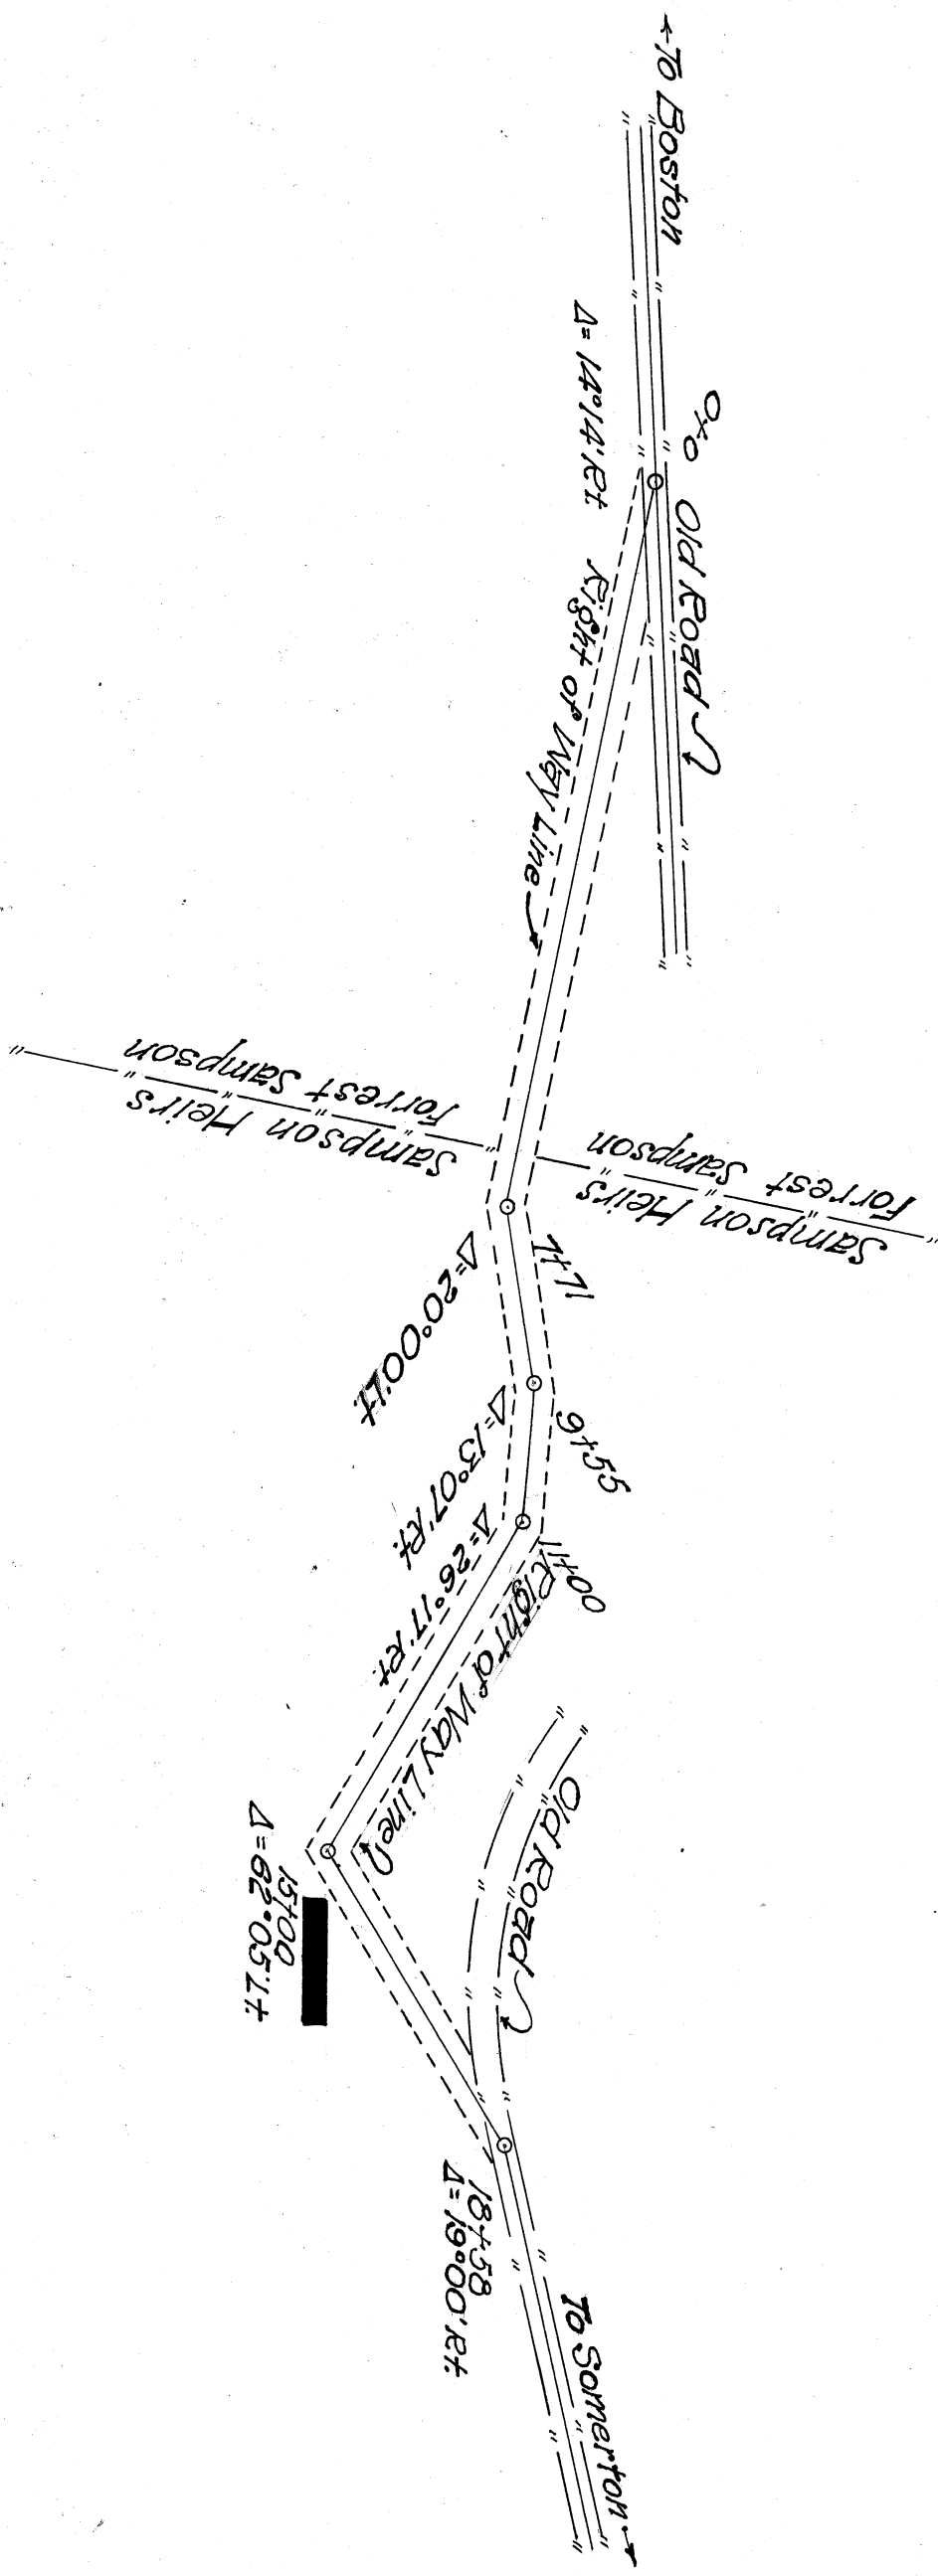 ←To Boston
0+0
Old Road
Δ= 14°14'Rt.
Right of Way Line
Forrest Sampson
Sampson Heirs
Forrest Sampson
Sampson Heirs
7+71
Δ=20°00'Lt.
9+55
Δ=13°07'Rt.
11+00
Δ=26°17'Rt.
Right of Way Line
Old Road
15+00
Δ=62°05'Lt
18+58
Δ=19°00'Rt.
To Somerton→